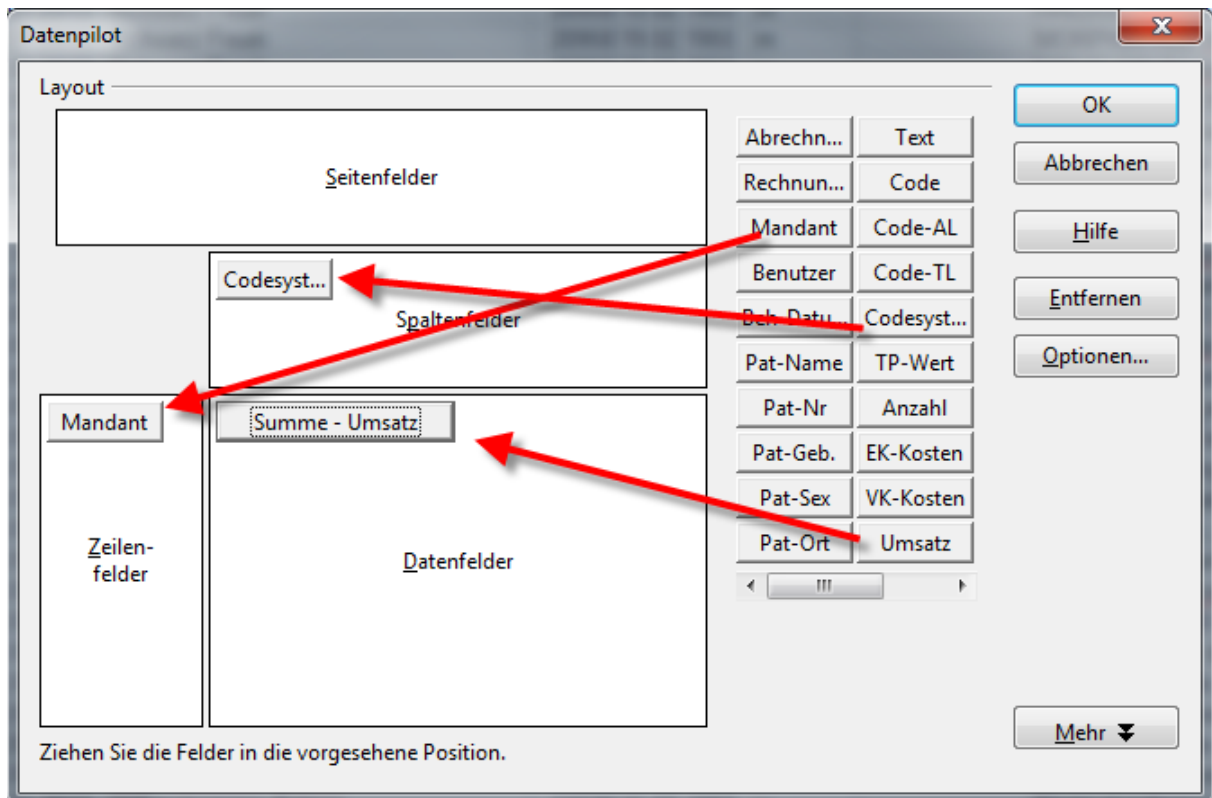 Datenpilot
Layout
Seitenfelder
Codesyst...
Spaltenfelder
Mandant
Summe - Umsatz
Zeilen-
felder
Datenfelder
Abrechn... Text
Rechnun... Code
Mandant Code-AL
Benutzer Code-TL
Beh-Datu... Codesyst...
Pat-Name TP-Wert
Pat-Nr Anzahl
Pat-Geb. EK-Kosten
Pat-Sex VK-Kosten
Pat-Ort Umsatz
OK
Abbrechen
Hilfe
Entfernen
Optionen...
Mehr
Ziehen Sie die Felder in die vorgesehene Position.